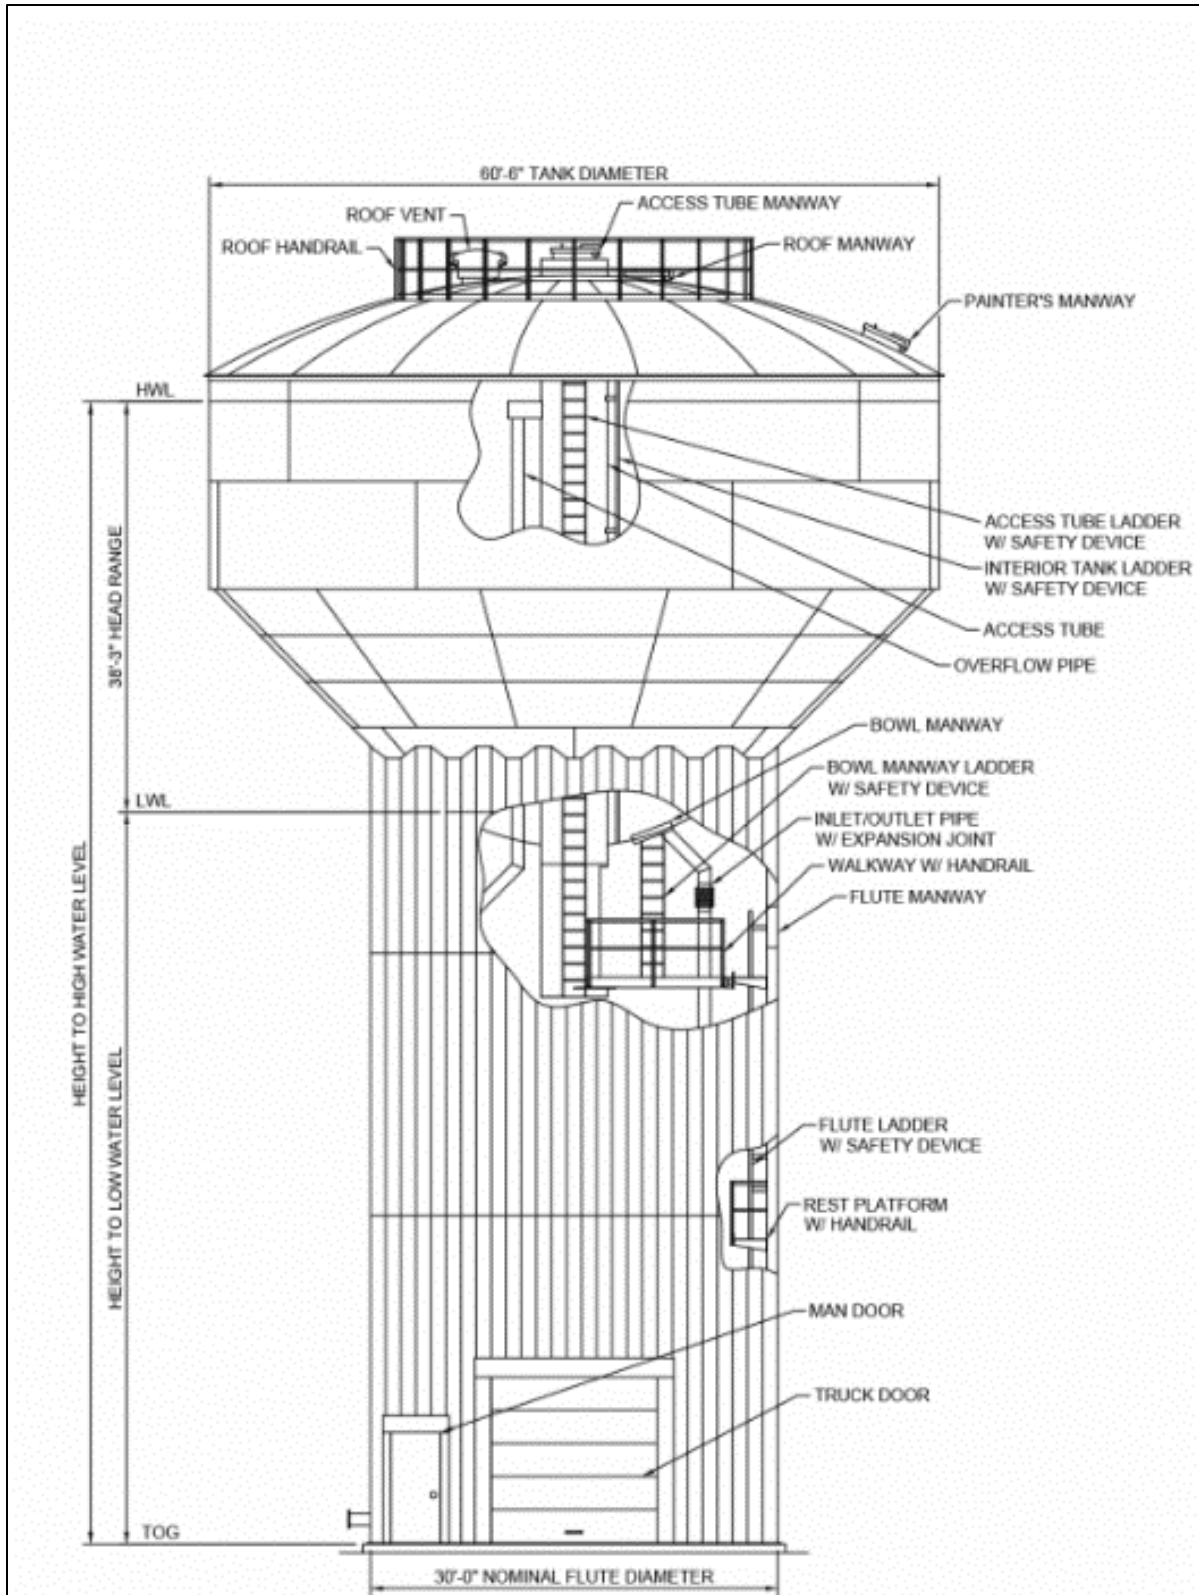 60'-6" TANK DIAMETER
ACCESS TUBE MANWAY
ROOF VENT
ROOF HANDRAIL
ROOF MANWAY
PAINTER'S MANWAY
HWL
38'-3" HEAD RANGE
ACCESS TUBE LADDER
W/ SAFETY DEVICE
INTERIOR TANK LADDER
W/ SAFETY DEVICE
ACCESS TUBE
OVERFLOW PIPE
BOWL MANWAY
BOWL MANWAY LADDER
W/ SAFETY DEVICE
LWL
INLET/OUTLET PIPE
W/ EXPANSION JOINT
WALKWAY W/ HANDRAIL
FLUTE MANWAY
HEIGHT TO HIGH WATER LEVEL
HEIGHT TO LOW WATER LEVEL
FLUTE LADDER
W/ SAFETY DEVICE
REST PLATFORM
W/ HANDRAIL
MAN DOOR
TRUCK DOOR
TOG
30'-0" NOMINAL FLUTE DIAMETER